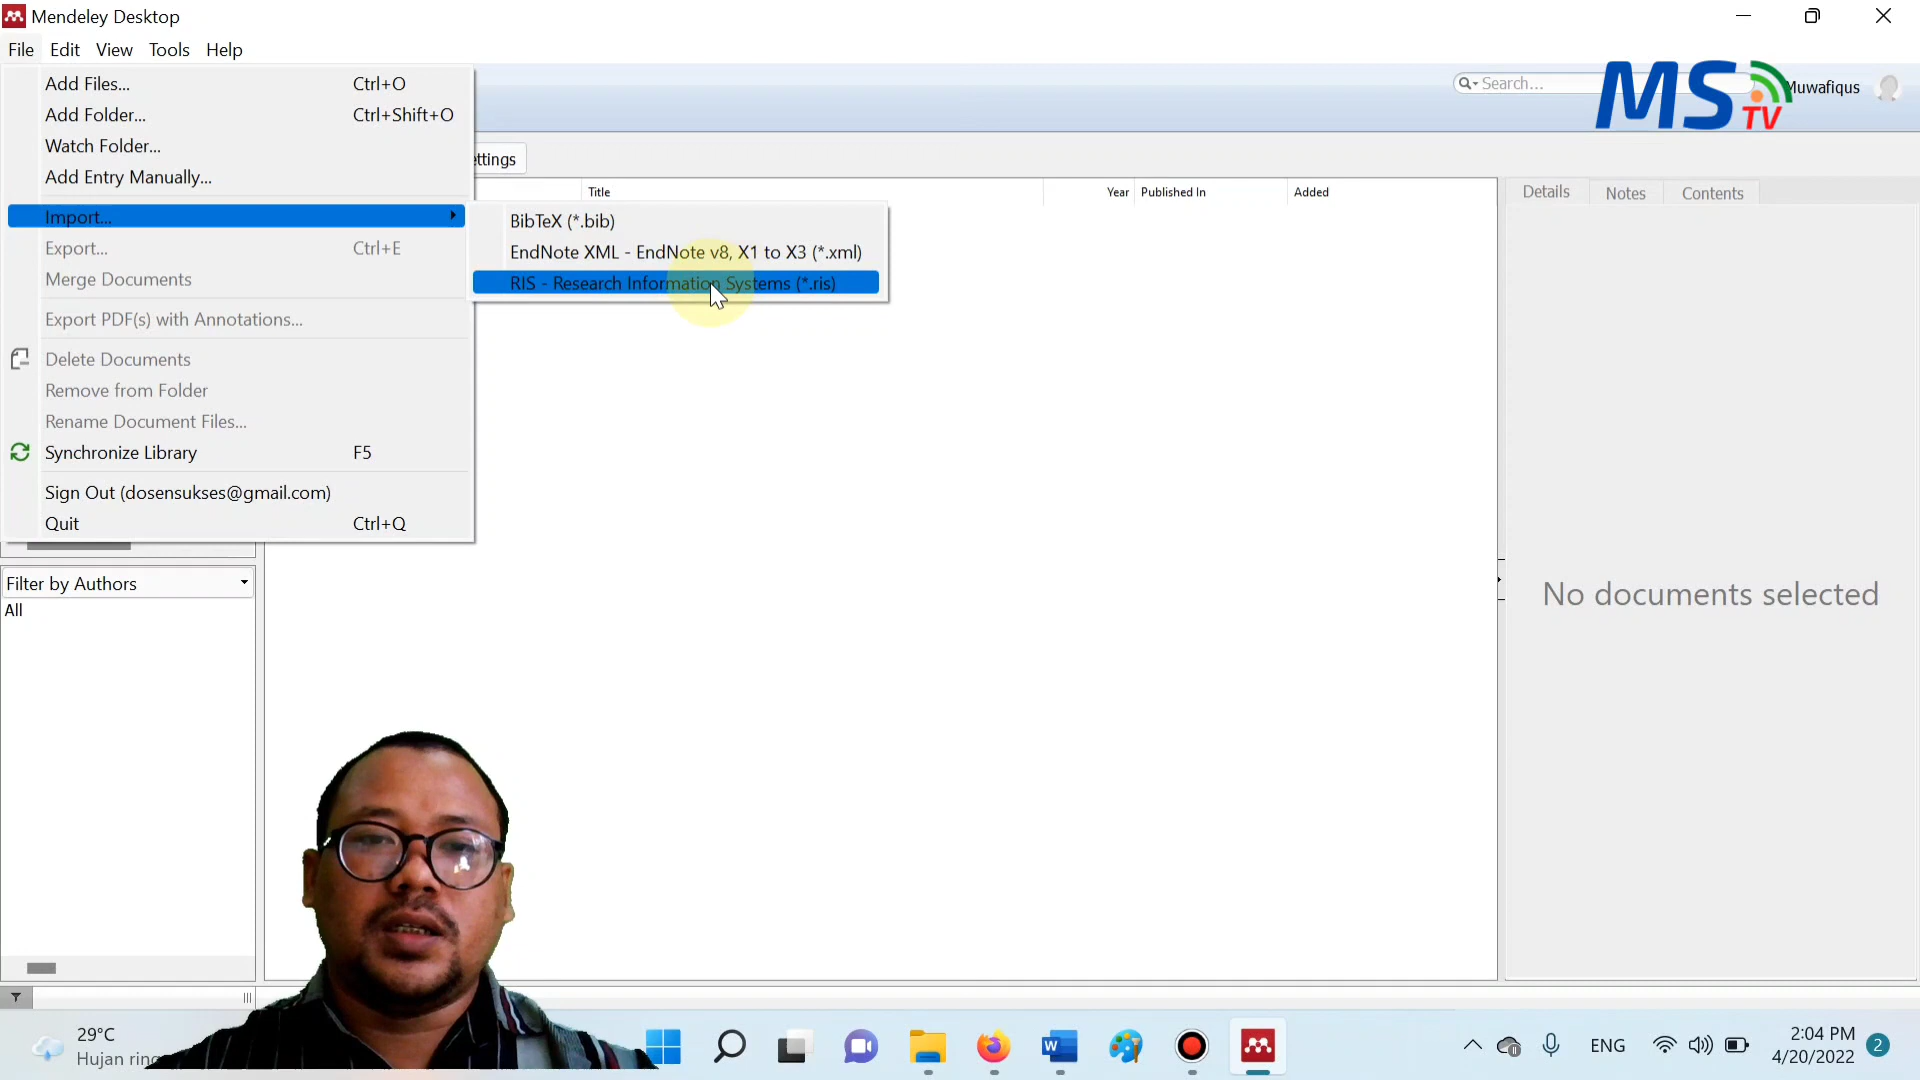 Mendeley Desktop
File Edit View Tools Help
Add Files... Ctrl+O
Add Folder... Ctrl+Shift+O
Watch Folder...
Add Entry Manually...
Import...
Export... Ctrl+E
Merge Documents
Export PDF(s) with Annotations...
Delete Documents
Remove from Folder
Rename Document Files...
Synchronize Library F5
Sign Out (dosensukses@gmail.com)
Quit Ctrl+Q
BibTeX (*.bib)
EndNote XML - EndNote v8, X1 to X3 (*.xml)
RIS - Research Information Systems (*.ris)
Search...
MS TV
Muwafiqus
ettings
Title Year Published In Added
Details Notes Contents
No documents selected
Filter by Authors
All
29°C
Hujan ring
ENG
2:04 PM
4/20/2022
2